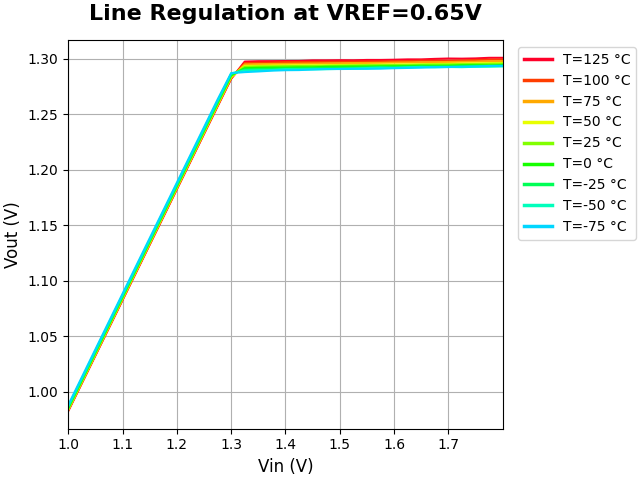 Line Regulation at VREF=0.65V
Vout (V)
1.30
1.25
1.20
1.15
1.10
1.05
1.00
1.0 1.1 1.2 1.3 1.4 1.5 1.6 1.7
Vin (V)
T=125 °C
T=100 °C
T=75 °C
T=50 °C
T=25 °C
T=0 °C
T=-25 °C
T=-50 °C
T=-75 °C